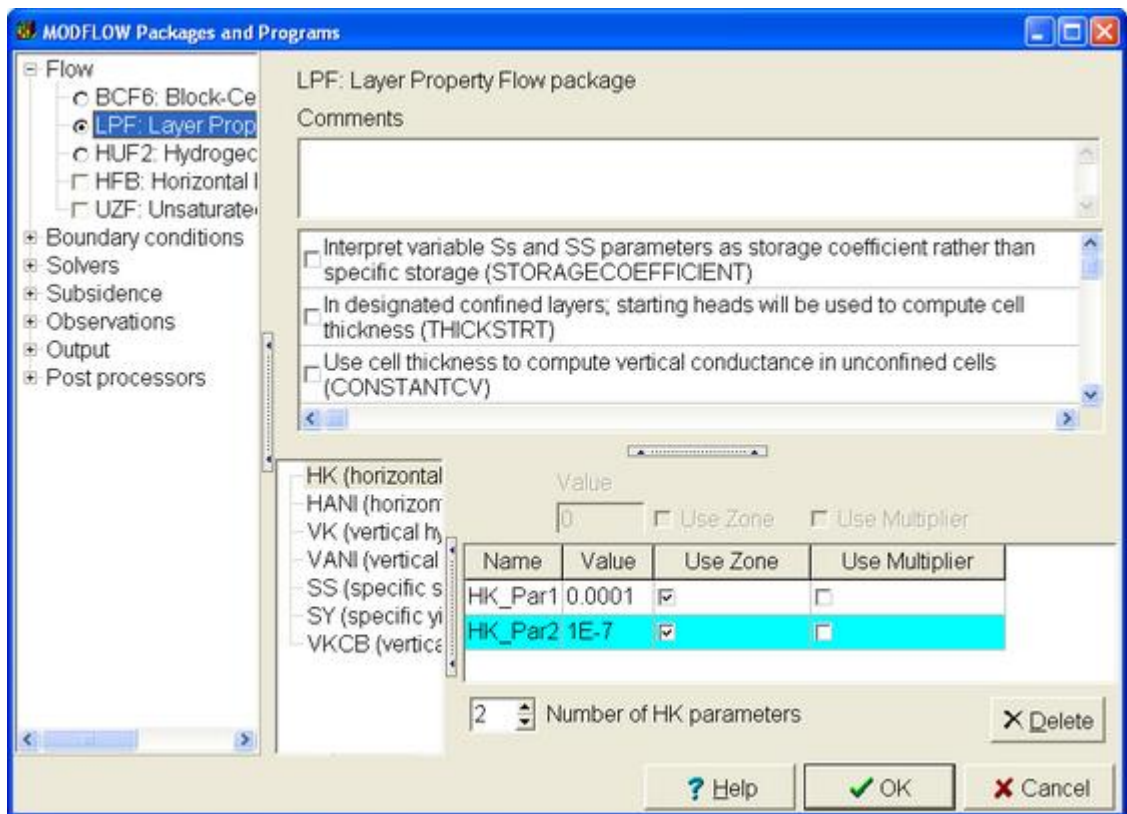 MODFLOW Packages and Programs
Flow
BCF6: Block-Ce
LPF: Layer Prop
HUF2: Hydrogec
HFB: Horizontal I
UZF: Unsaturate
Boundary conditions
Solvers
Subsidence
Observations
Output
Post processors
LPF: Layer Property Flow package
Comments
Interpret variable Ss and SS parameters as storage coefficient rather than
specific storage (STORAGECOEFFICIENT)
In designated confined layers; starting heads will be used to compute cell
thickness (THICKSTRT)
Use cell thickness to compute vertical conductance in unconfined cells
(CONSTANTCV)
HK (horizontal
HANI (horizon
VK (vertical hy
VANI (vertical
SS (specific s
SY (specific yi
VKCB (vertica
Value
0 Use Zone Use Multiplier
Name Value Use Zone Use Multiplier
HK_Par1 0.0001
HK_Par2 1E-7
2 Number of HK parameters
Delete
? Help OK Cancel